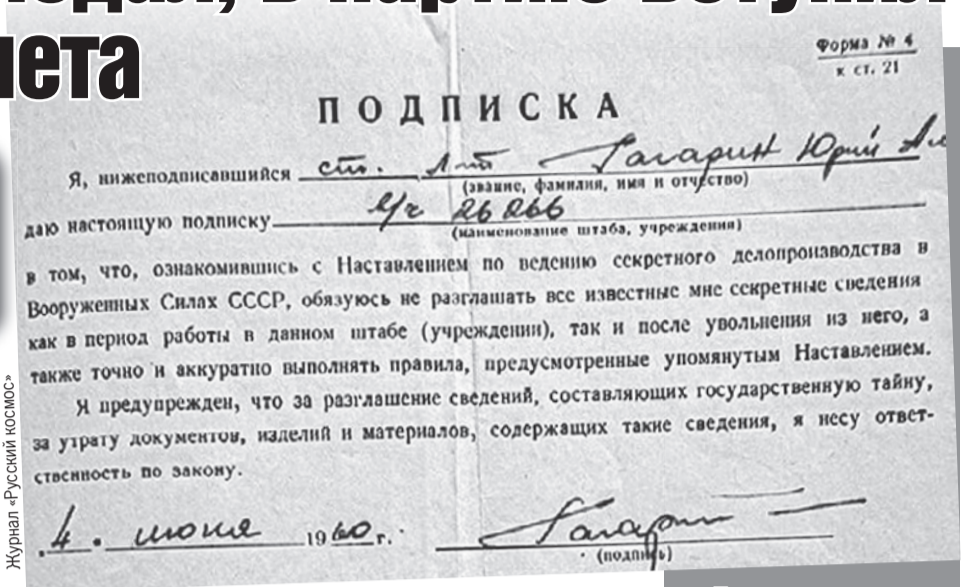 нета
Форма № 4
к ст. 21
ПОДПИСКА
Я, нижеподписавшийся ст. л-т Гагарин Юрий Ал
(звание, фамилия, имя и отчество)
даю настоящую подписку в/ч 26266
(наименование штаба, учреждения)
в том, что, ознакомившись с Наставлением по ведению секретного делопроизводства в
Вооруженных Силах СССР, обязуюсь не разглашать все известные мне секретные сведения
как в период работы в данном штабе (учреждении), так и после увольнения из него, а
также точно и аккуратно выполнять правила, предусмотренные упомянутым Наставлением.
Я предупрежден, что за разглашение сведений, составляющих государственную тайну,
за утрату документов, изделий и материалов, содержащих такие сведения, я несу ответ-
ственность по закону.
4. июня 1960 г. Гагарин
(подпись)
Журнал «Русский космос»